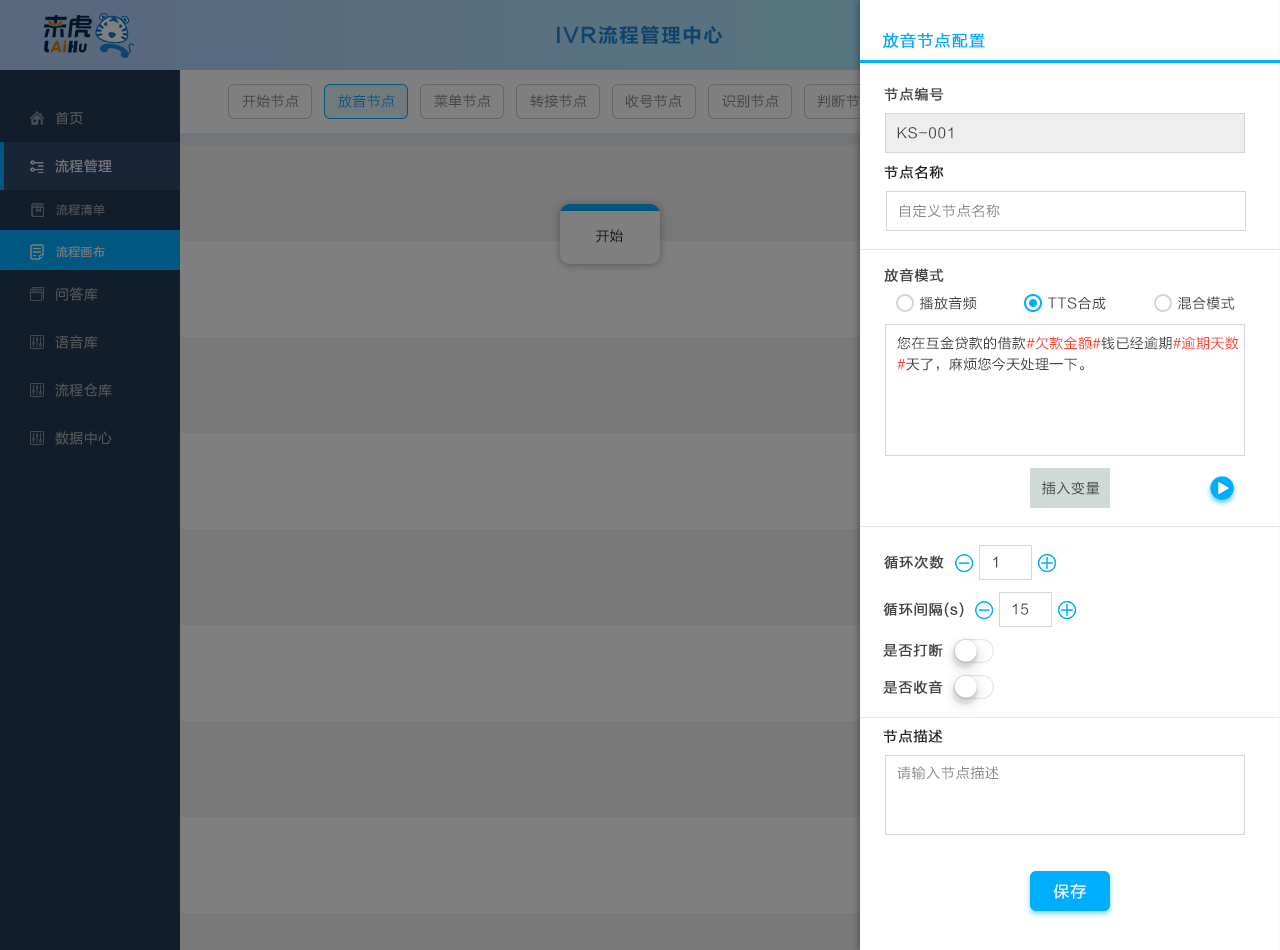 来虎
LAiHu
IVR流程管理中心
首页
流程管理
流程清单
流程画布
问答库
语音库
流程仓库
数据中心
开始节点
放音节点
菜单节点
转接节点
收号节点
识别节点
判断节
开始
放音节点配置
节点编号
KS-001
节点名称
自定义节点名称
放音模式
播放音频
TTS合成
混合模式
您在互金贷款的借款#欠款金额#钱已经逾期#逾期天数
#天了，麻烦您今天处理一下。
插入变量
循环次数
1
循环间隔(s)
15
是否打断
是否收音
节点描述
请输入节点描述
保存